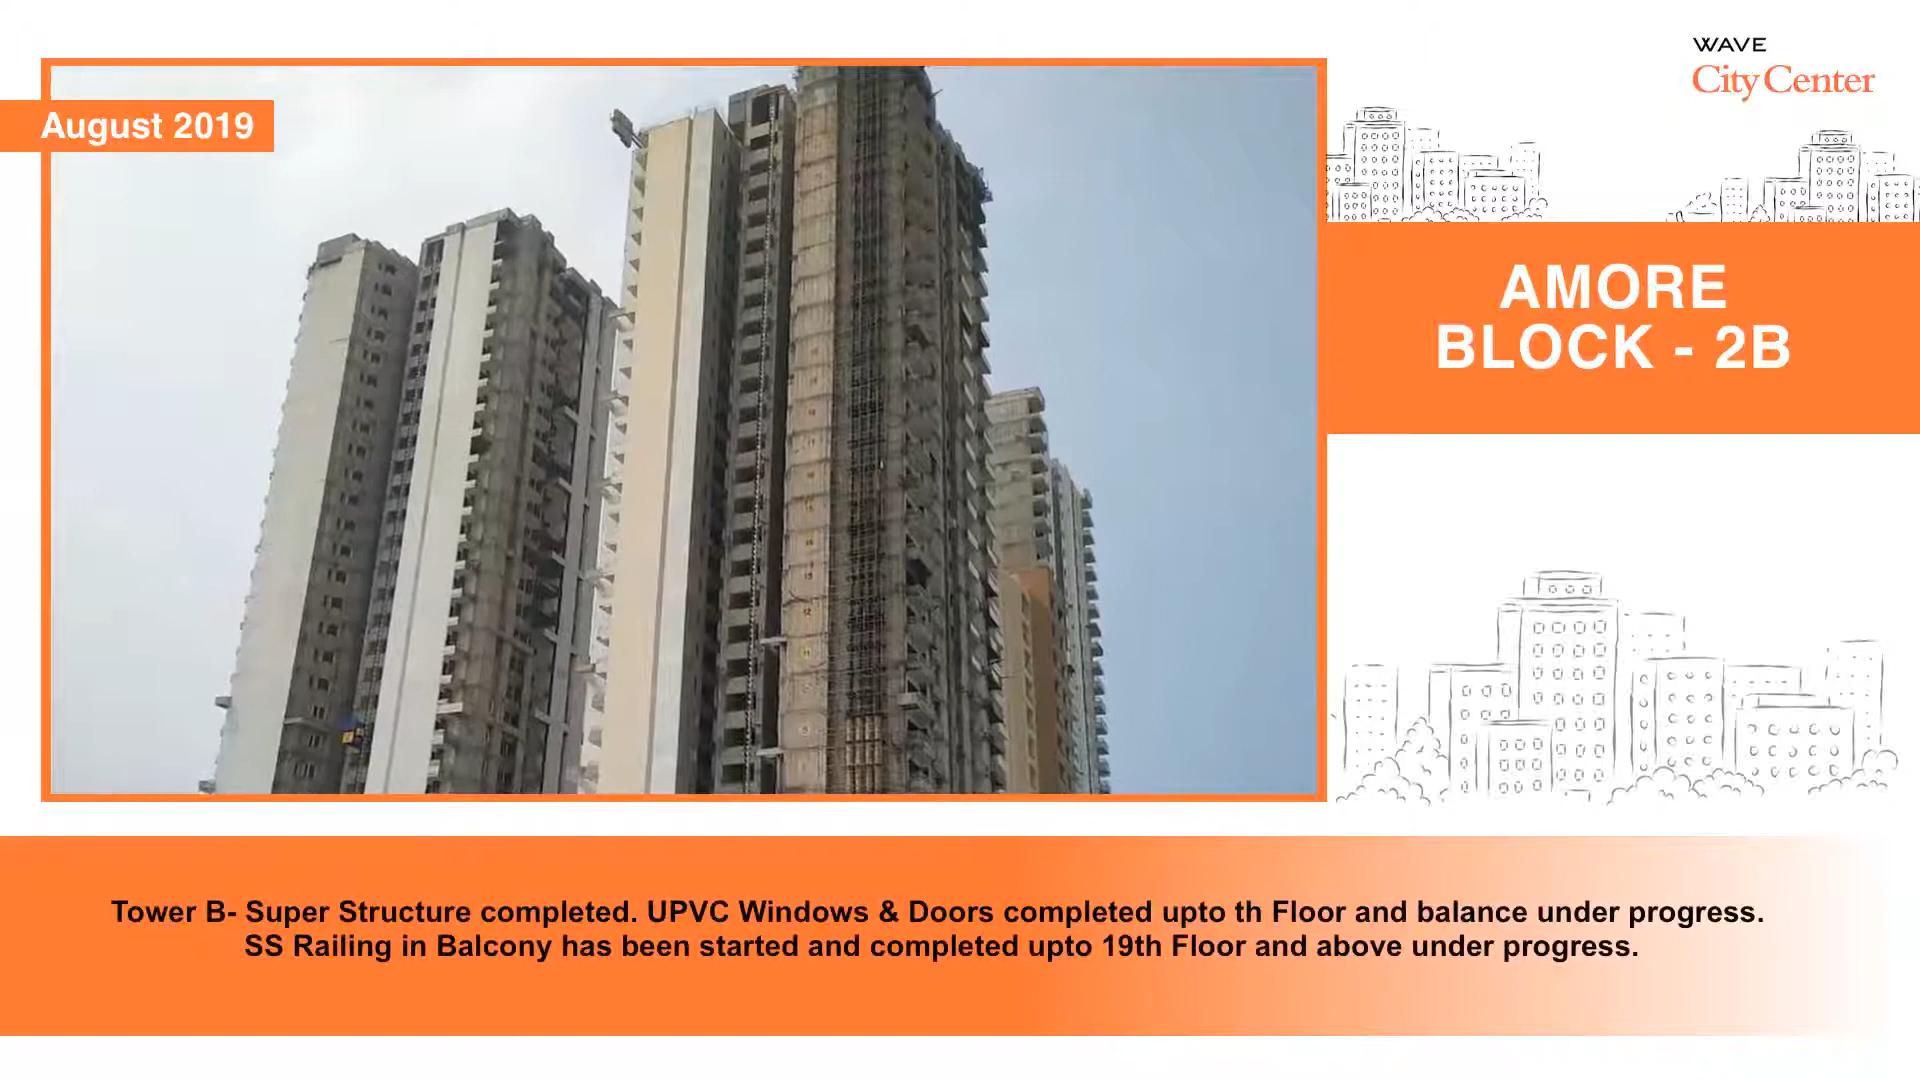 WAVE
City Center
August 2019
AMORE
BLOCK - 2B
Tower B- Super Structure completed. UPVC Windows & Doors completed upto th Floor and balance under progress.
SS Railing in Balcony has been started and completed upto 19th Floor and above under progress.